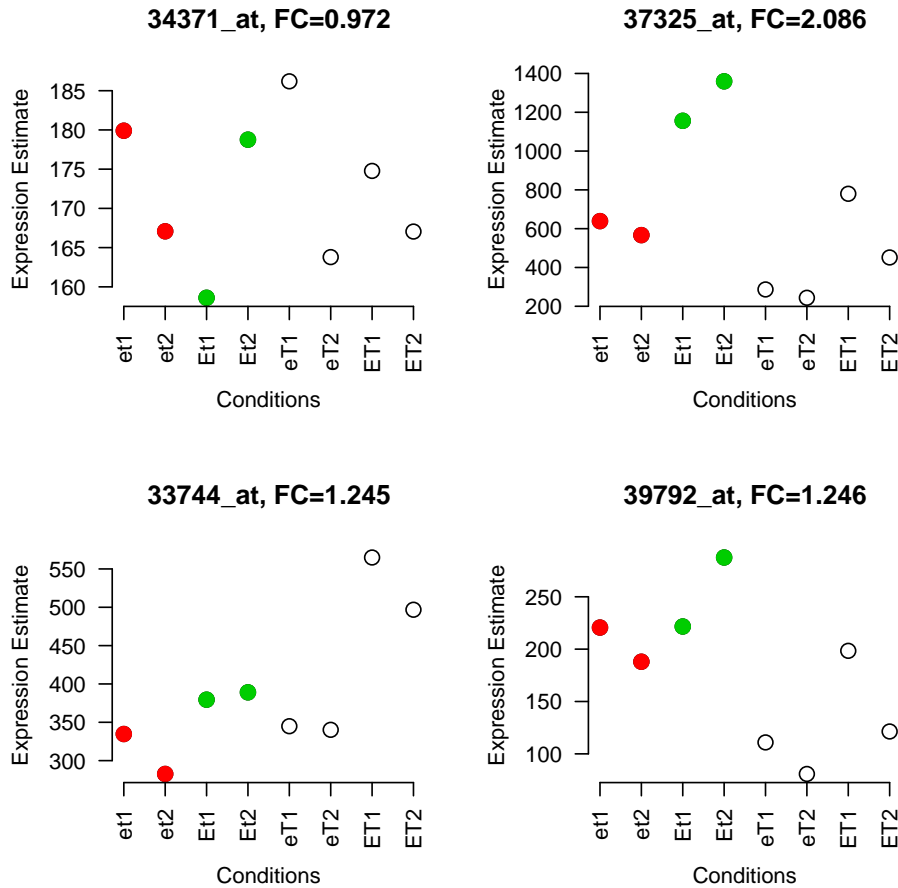 34371_at, FC=0.972
Expression Estimate
185
180
175
170
165
160
et1
et2
Et1
Et2
eT1
eT2
ET1
ET2
Conditions
37325_at, FC=2.086
Expression Estimate
1400
1200
1000
800
600
400
200
et1
et2
Et1
Et2
eT1
eT2
ET1
ET2
Conditions
33744_at, FC=1.245
Expression Estimate
550
500
450
400
350
300
et1
et2
Et1
Et2
eT1
eT2
ET1
ET2
Conditions
39792_at, FC=1.246
Expression Estimate
250
200
150
100
et1
et2
Et1
Et2
eT1
eT2
ET1
ET2
Conditions